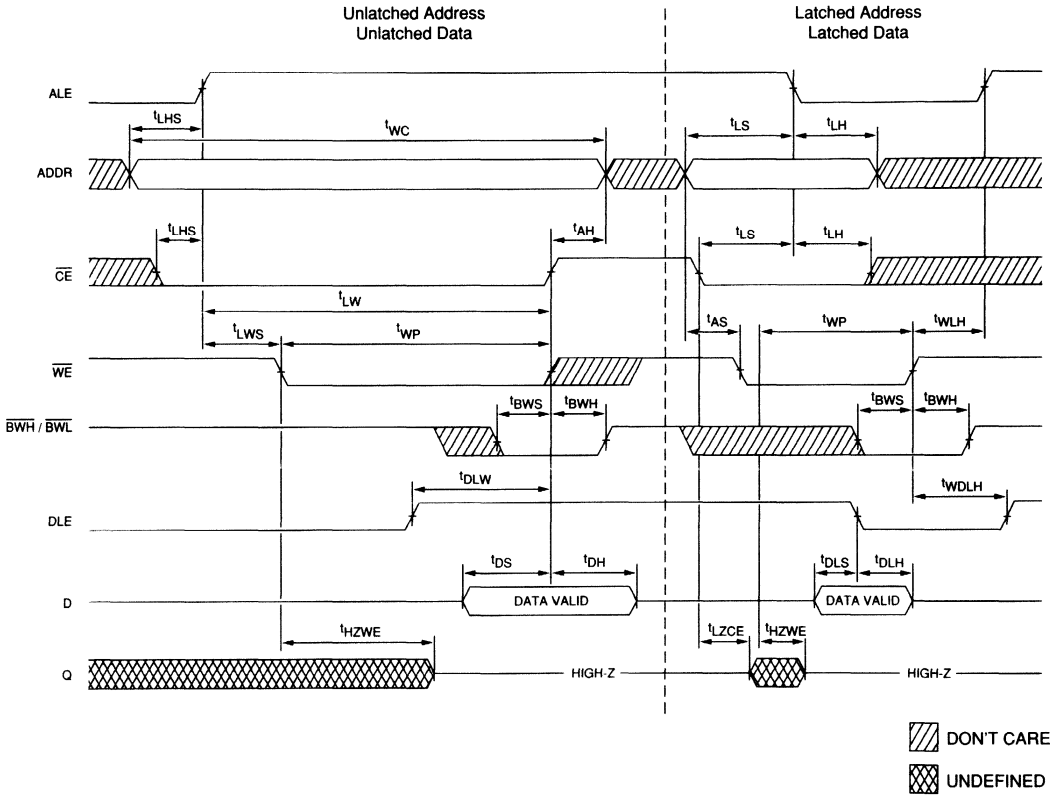 Unlatched Address
Unlatched Data
Latched Address
Latched Data
ALE
tLHS
tWC
tLS
tLH
ADDR
tLHS
tAH
tLS
tLH
CE
tLW
tLWS
tWP
tAS
tWP
tWLH
WE
tBWS
tBWH
tBWS
tBWH
BWH / BWL
tDLW
tWDLH
DLE
tDS
tDH
tDLS
tDLH
D
DATA VALID
DATA VALID
tHZWE
tLZCE
tHZWE
Q
HIGH-Z
HIGH-Z
DON'T CARE
UNDEFINED